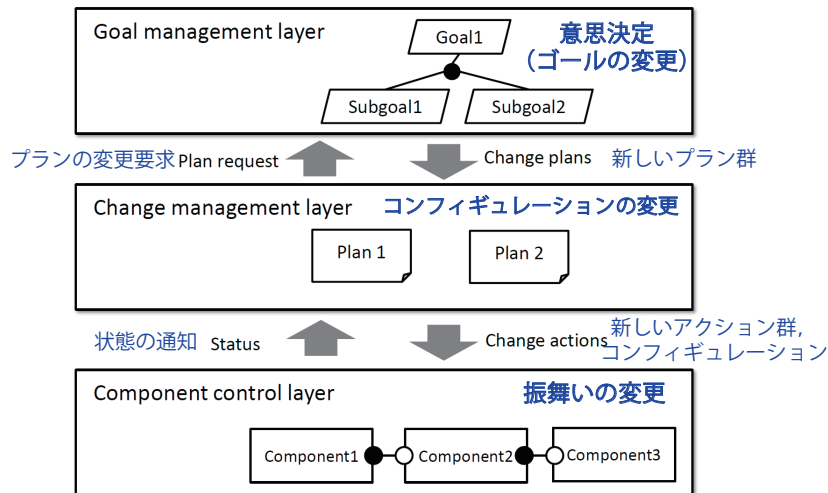 Goal management layer
Goal1
意思決定
（ゴールの変更）
Subgoal1
Subgoal2
プランの変更要求 Plan request
Change plans
新しいプラン群
Change management layer
コンフィギュレーションの変更
Plan 1
Plan 2
状態の通知 Status
Change actions
新しいアクション群,
コンフィギュレーション
Component control layer
振舞いの変更
Component1
Component2
Component3